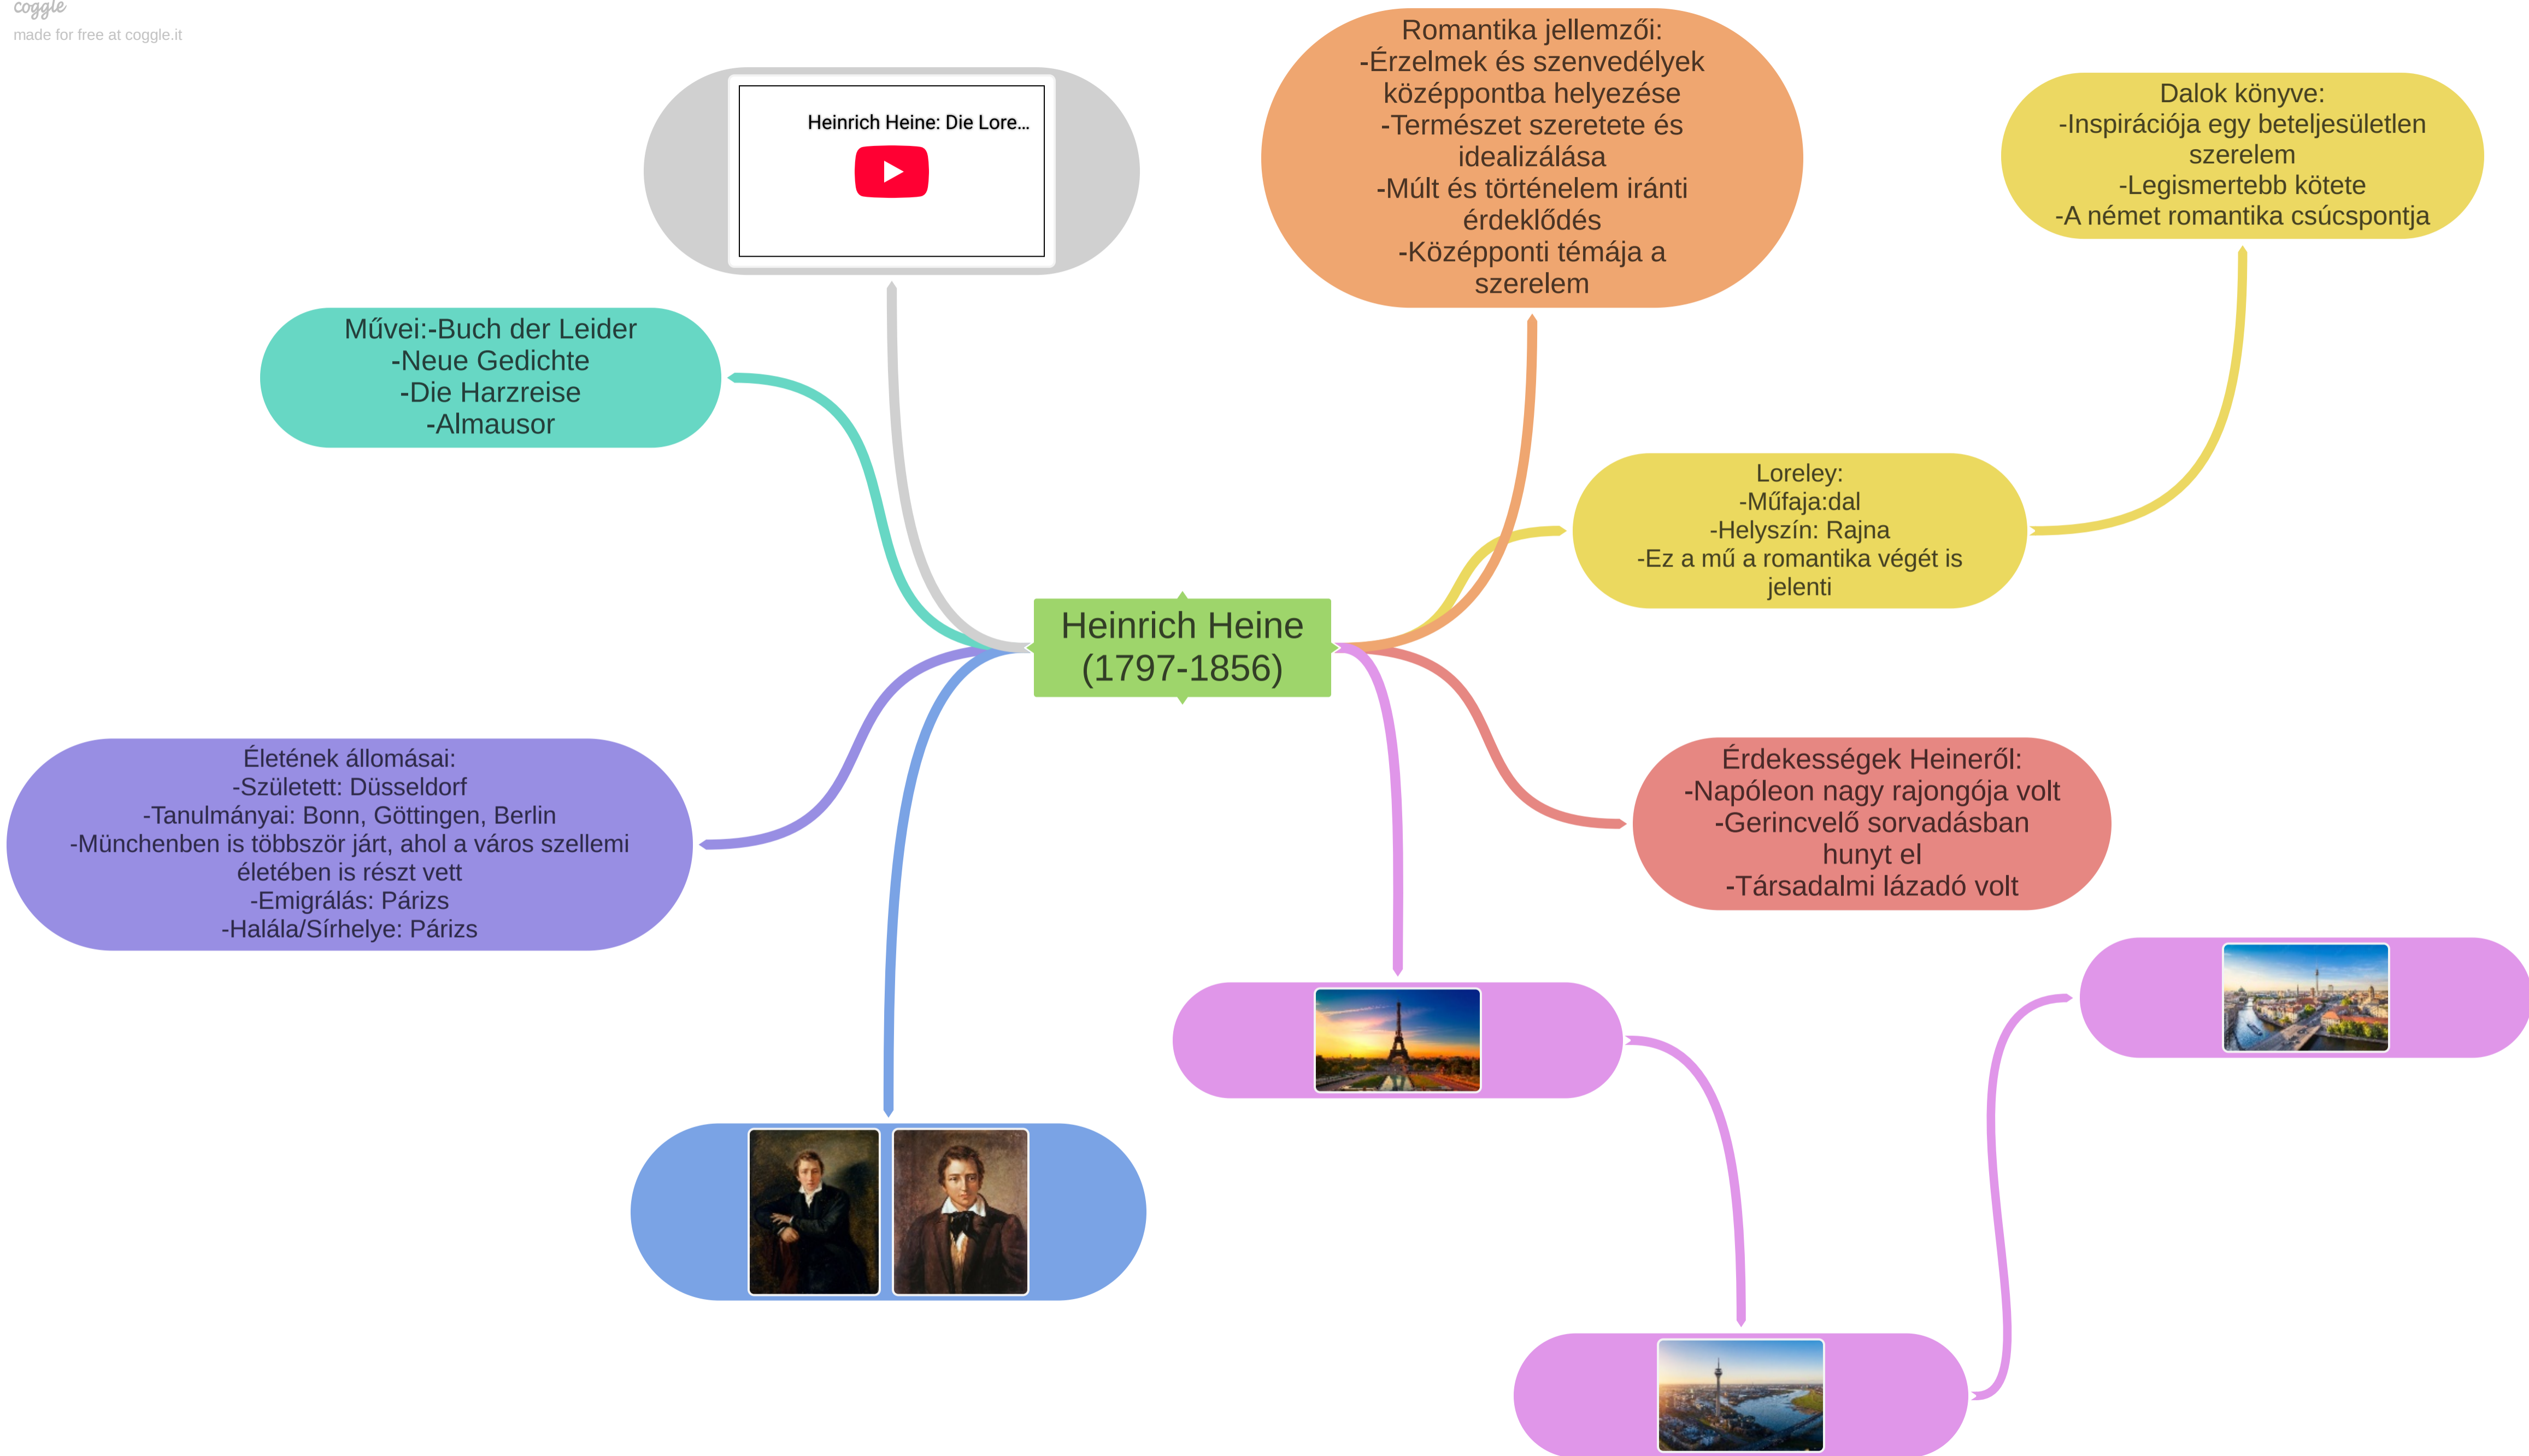 coggle
made for free at coggle.it
Heinrich Heine: Die Lore...
Romantika jellemzői:
-Érzelmek és szenvedélyek
középpontba helyezése
-Természet szeretete és
idealizálása
-Múlt és történelem iránti
érdeklődés
-Középponti témája a
szerelem
Dalok könyve:
-Inspirációja egy beteljesületlen
szerelem
-Legismertebb kötete
-A német romantika csúcspontja
Művei:-Buch der Leider
-Neue Gedichte
-Die Harzreise
-Almausor
Loreley:
-Műfaja:dal
-Helyszín: Rajna
-Ez a mű a romantika végét is
jelenti
Heinrich Heine
(1797-1856)
Életének állomásai:
-Született: Düsseldorf
-Tanulmányai: Bonn, Göttingen, Berlin
-Münchenben is többször járt, ahol a város szellemi
életében is részt vett
-Emigrálás: Párizs
-Halála/Sírhelye: Párizs
Érdekességek Heineről:
-Napóleon nagy rajongója volt
-Gerincvelő sorvadásban
hunyt el
-Társadalmi lázadó volt